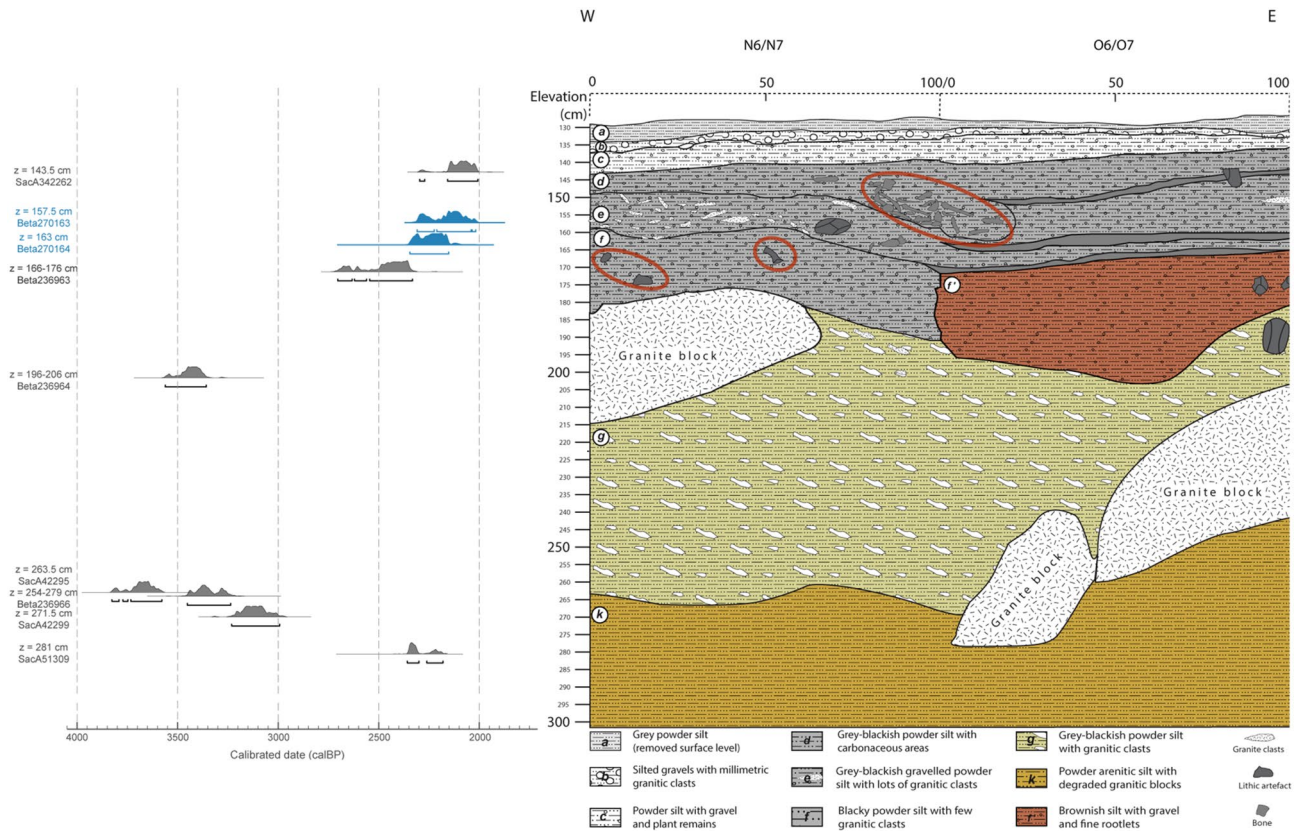 W
E
N6/N7
O6/O7
0
50
100/0
50
100
Elevation
(cm)
130
135
140
145
150
155
160
165
170
175
180
185
190
195
200
205
210
215
220
225
230
235
240
245
250
255
260
265
270
275
280
285
290
295
300
a
b
c
d
e
f
f'
g
k
Granite block
Granite block
Granite block
z = 143.5 cm
SacA342262
z = 157.5 cm
Beta270163
z = 163 cm
Beta270164
z = 166-176 cm
Beta236963
z = 196-206 cm
Beta236964
z = 263.5 cm
SacA42295
z = 254-279 cm
Beta236966
z = 271.5 cm
SacA42299
z = 281 cm
SacA51309
4000
3500
3000
2500
2000
Calibrated date (calBP)
a
Grey powder silt
(removed surface level)
b
Silted gravels with millimetric
granitic clasts
c
Powder silt with gravel
and plant remains
d
Grey-blackish powder silt with
carbonaceous areas
e
Grey-blackish gravelled powder
silt with lots of granitic clasts
f
Blacky powder silt with few
granitic clasts
g
Grey-blackish powder silt
with granitic clasts
k
Powder arenitic silt with
degraded granitic blocks
f'
Brownish silt with gravel
and fine rootlets
Granite clasts
Lithic artefact
Bone